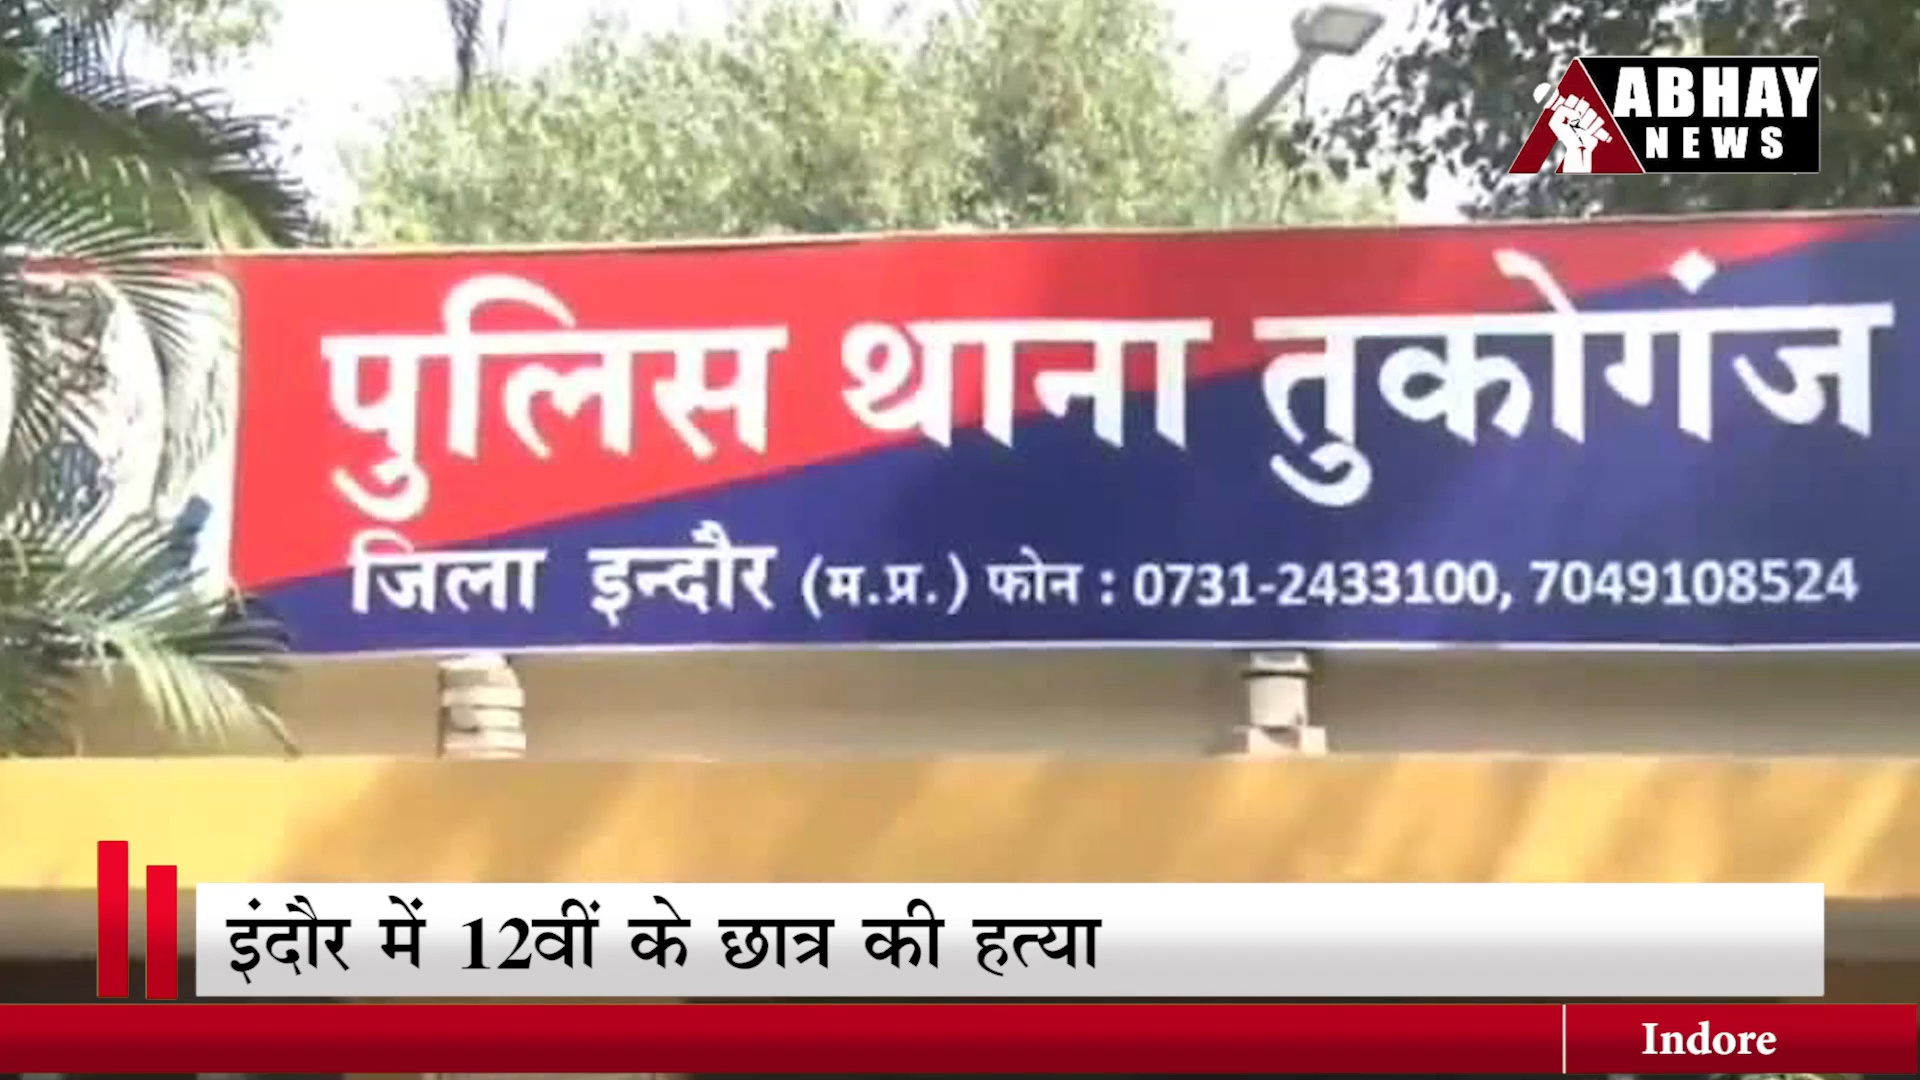 ABHAY
NEWS
पुलिस थाना तुकोगंज
जिला इन्दौर (म.प्र.) फोन : 0731-2433100, 7049108524
इंदौर में 12वीं के छात्र की हत्या
Indore